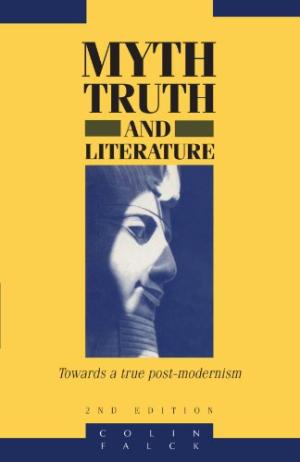 MYTH
TRUTH
AND
LITERATURE
Towards a true post-modernism
2ND EDITION
COLIN
FALCK